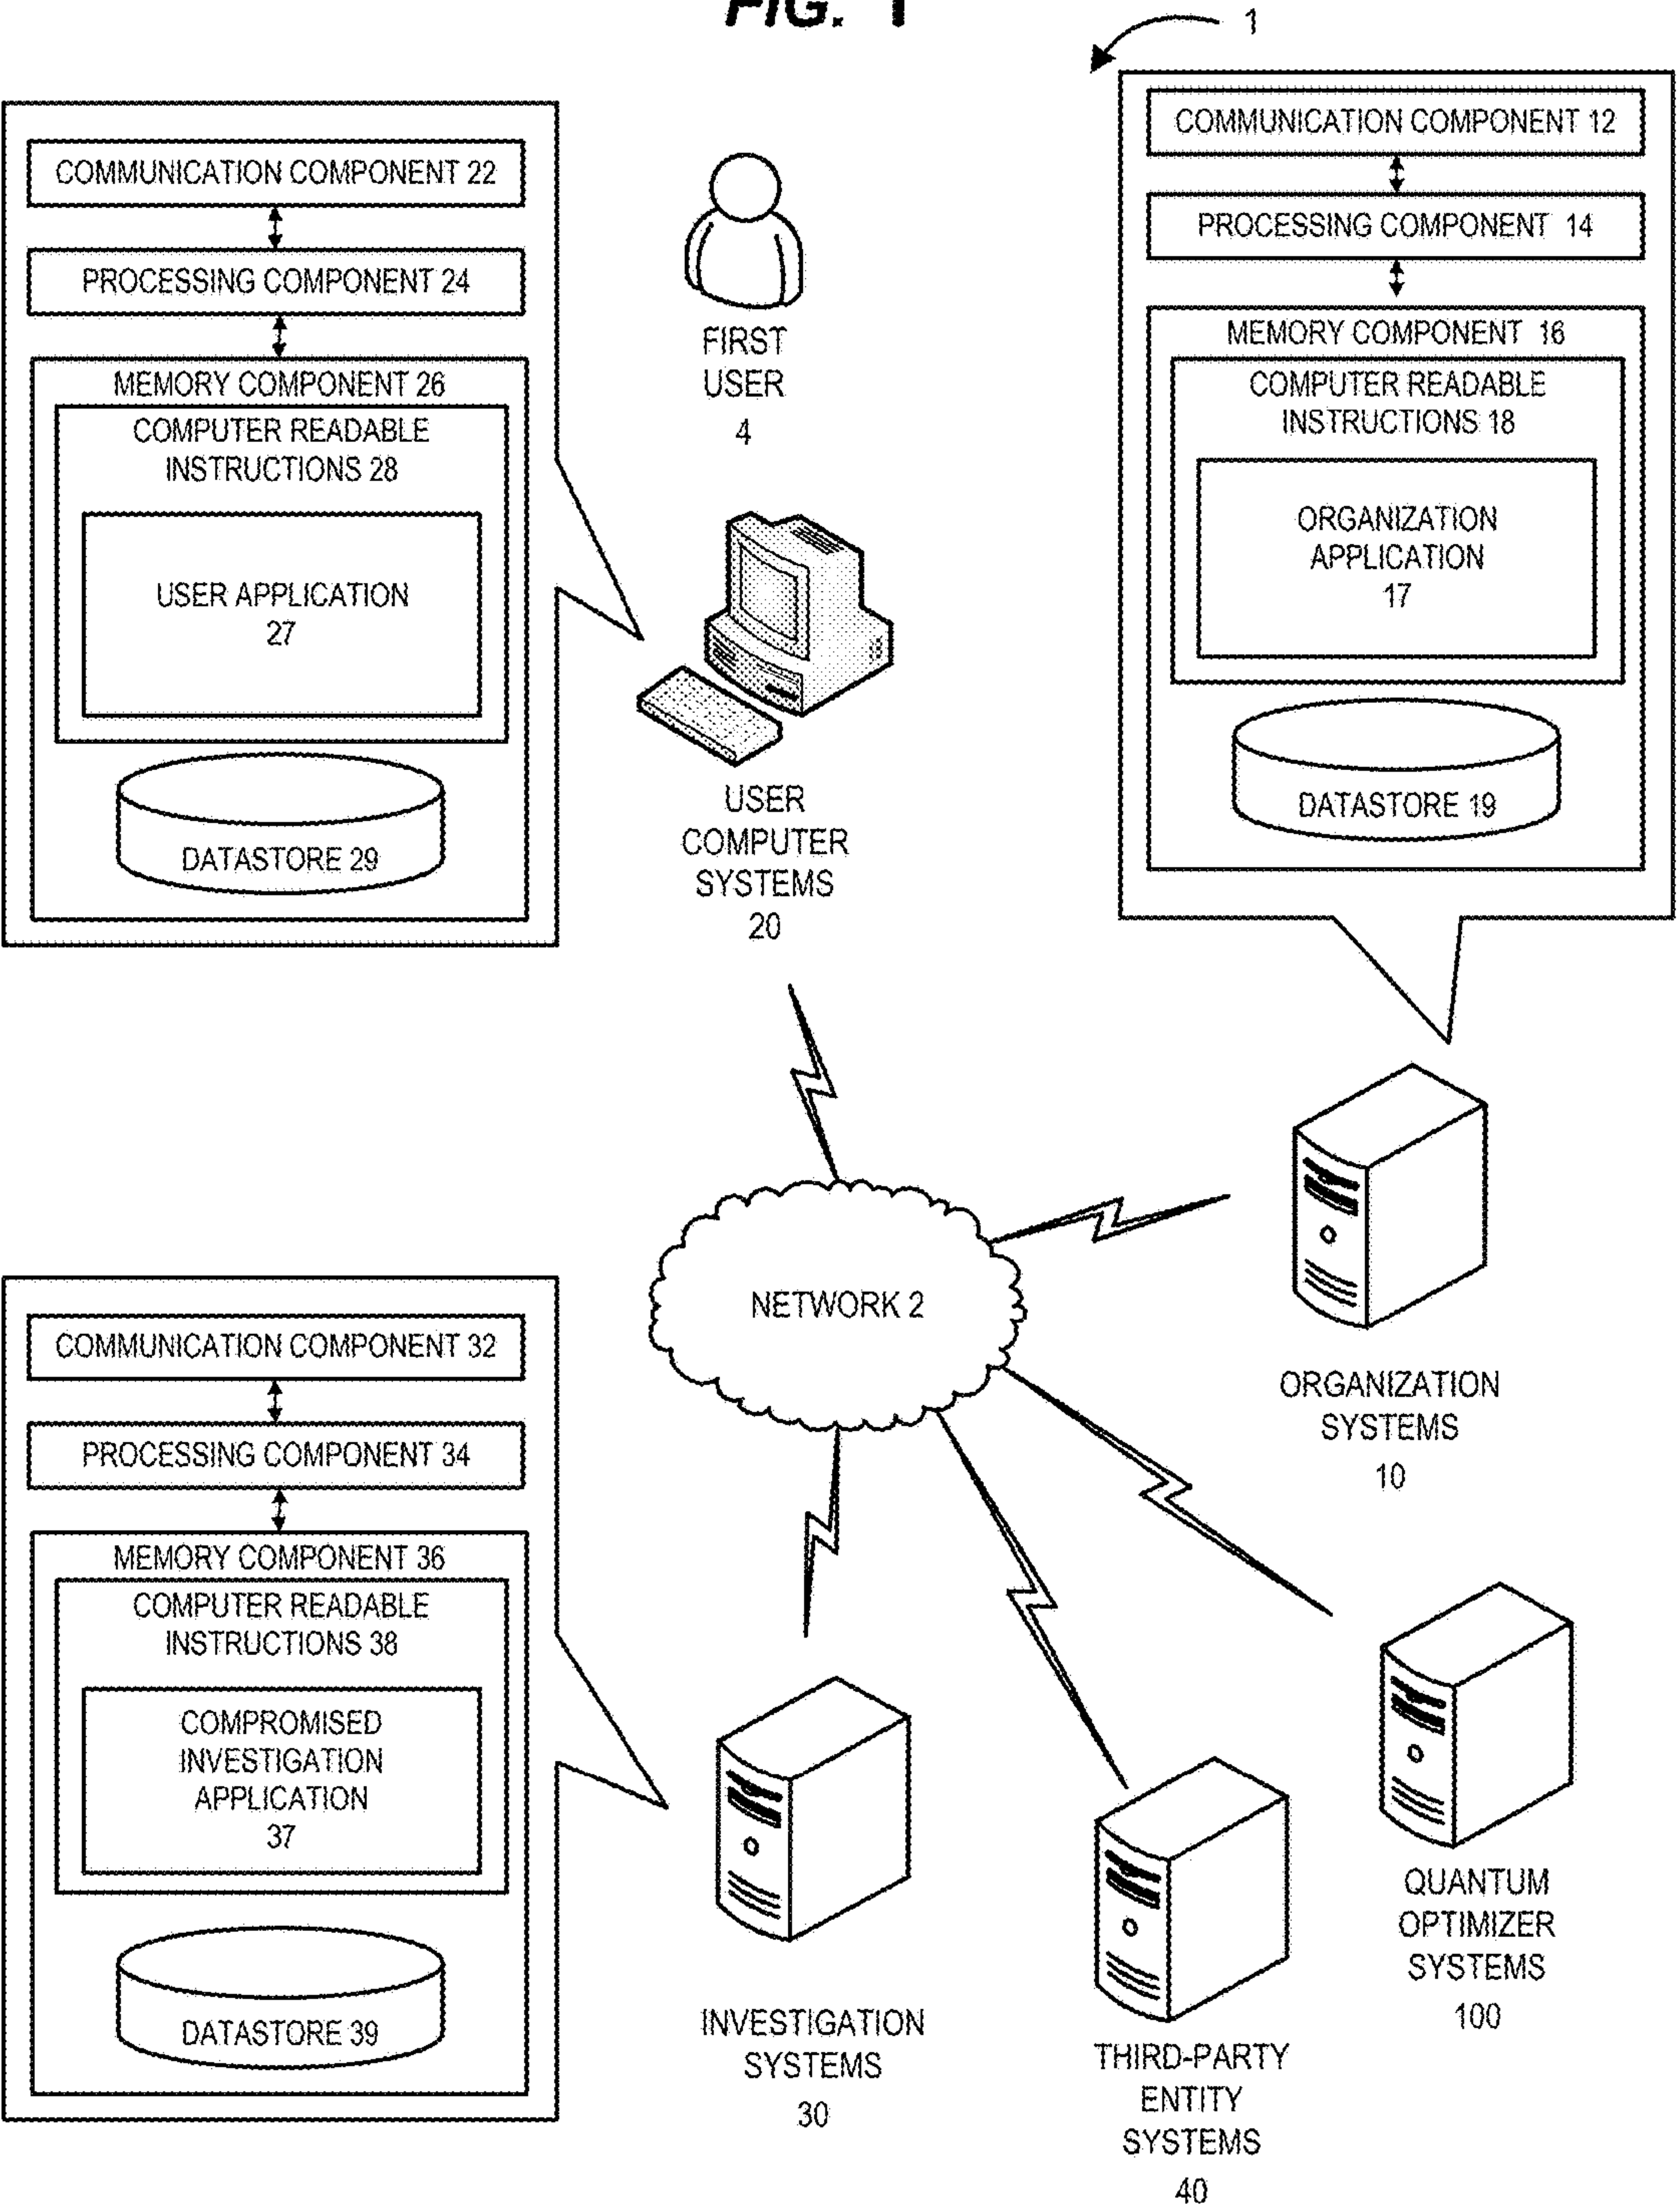 FIG. 1
1
COMMUNICATION COMPONENT 22
PROCESSING COMPONENT 24
MEMORY COMPONENT 26
COMPUTER READABLE
INSTRUCTIONS 28
USER APPLICATION
27
DATASTORE 29
FIRST
USER
4
USER
COMPUTER
SYSTEMS
20
COMMUNICATION COMPONENT 12
PROCESSING COMPONENT 14
MEMORY COMPONENT 16
COMPUTER READABLE
INSTRUCTIONS 18
ORGANIZATION
APPLICATION
17
DATASTORE 19
NETWORK 2
ORGANIZATION
SYSTEMS
10
COMMUNICATION COMPONENT 32
PROCESSING COMPONENT 34
MEMORY COMPONENT 36
COMPUTER READABLE
INSTRUCTIONS 38
COMPROMISED
INVESTIGATION
APPLICATION
37
DATASTORE 39
INVESTIGATION
SYSTEMS
30
THIRD-PARTY
ENTITY
SYSTEMS
40
QUANTUM
OPTIMIZER
SYSTEMS
100